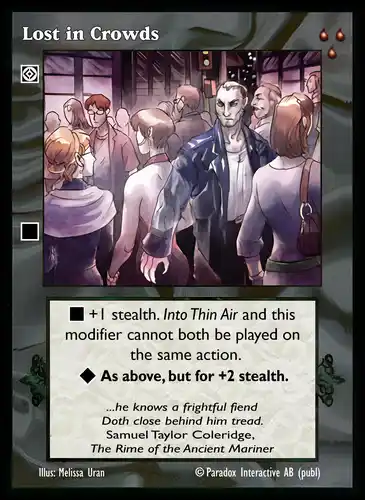 Lost in Crowds
+1 stealth. Into Thin Air and this
modifier cannot both be played on
the same action.
As above, but for +2 stealth.
...he knows a frightful fiend
Doth close behind him tread.
Samuel Taylor Coleridge,
The Rime of the Ancient Mariner
Illus: Melissa Uran © Paradox Interactive AB (publ)